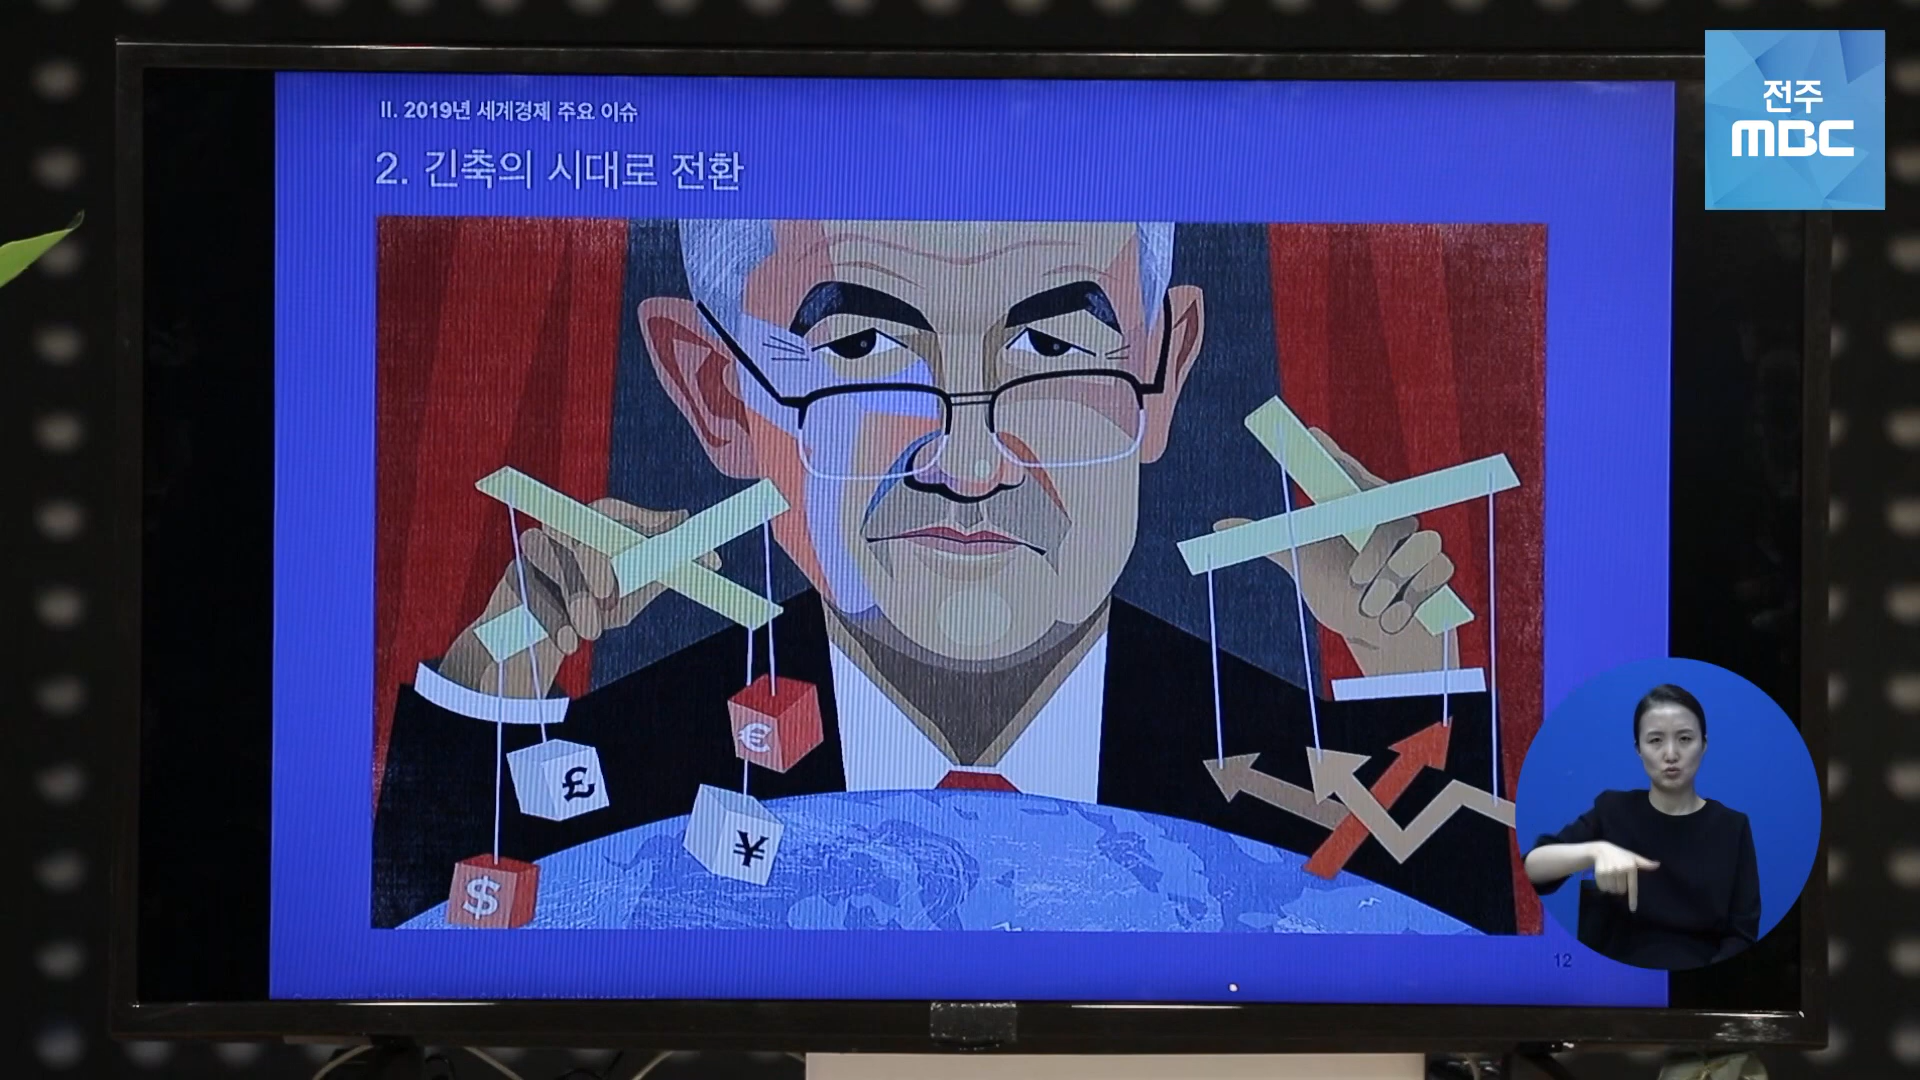 II. 2019년 세계경제 주요 이슈
2. 긴축의 시대로 전환
전주
MBC
€
£
¥
$
12